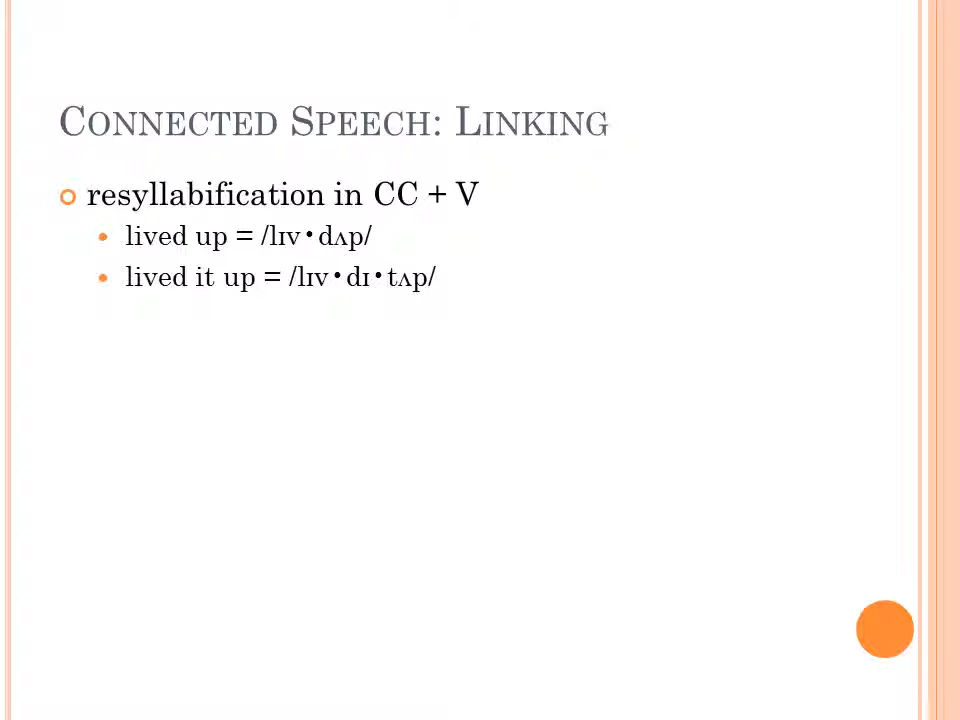 Connected Speech: Linking
resyllabification in CC + V
lived up = /lɪv•dʌp/
lived it up = /lɪv•dɪ•tʌp/